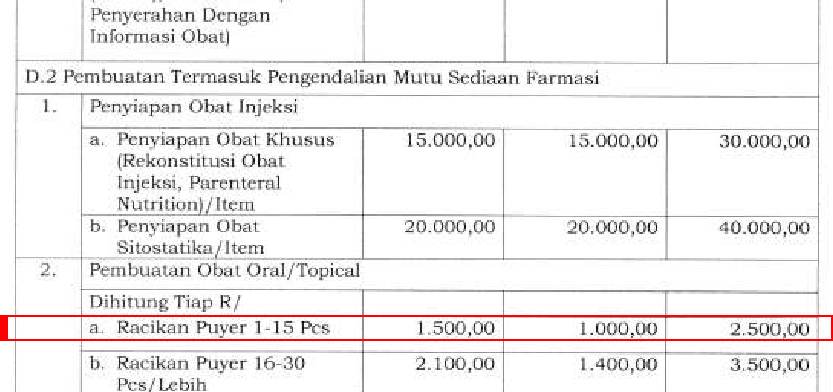 Penyerahan Dengan
Informasi Obat)
D.2 Pembuatan Termasuk Pengendalian Mutu Sediaan Farmasi
1. Penyiapan Obat Injeksi
a. Penyiapan Obat Khusus 15.000,00 15.000,00 30.000,00
(Rekonstitusi Obat
Injeksi, Parenteral
Nutrition)/Item
b. Penyiapan Obat 20.000,00 20.000,00 40.000,00
Sitostatika/Item
2. Pembuatan Obat Oral/Topical
Dihitung Tiap R/
a. Racikan Puyer 1-15 Pcs 1.500,00 1.000,00 2.500,00
b. Racikan Puyer 16-30 2.100,00 1.400,00 3.500,00
Pcs/Lebih